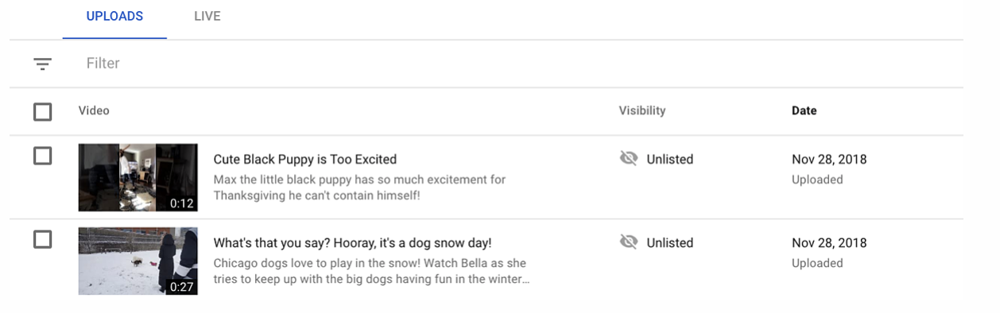 UPLOADS LIVE
Filter
Video Visibility Date
Cute Black Puppy is Too Excited Unlisted Nov 28, 2018
Max the little black puppy has so much excitement for Uploaded
Thanksgiving he can't contain himself!
0:12
What's that you say? Hooray, it's a dog snow day! Unlisted Nov 28, 2018
Chicago dogs love to play in the snow! Watch Bella as she Uploaded
tries to keep up with the big dogs having fun in the winter...
0:27